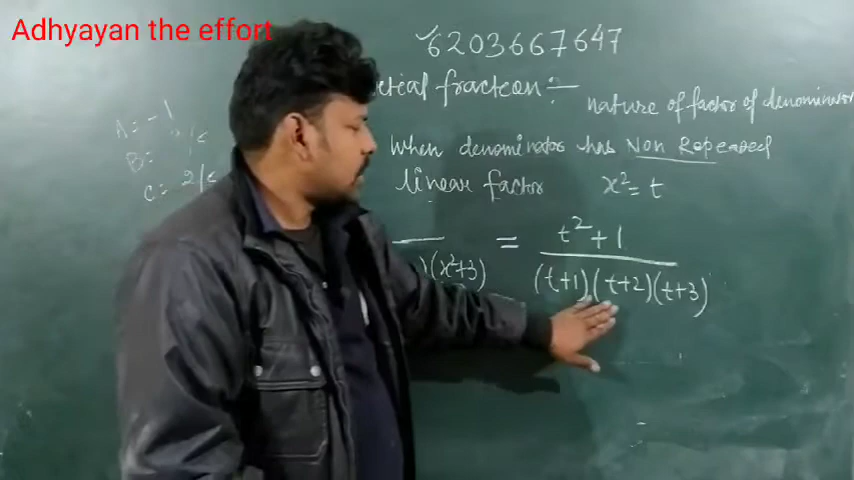 Adhyayan the effort
6203667647
fraction :-
nature of factor of denominator
When denominator has Non Repeated
linear factor x² = t
A = -1
B =
C =
)(x²+3) = t² + 1
(t+1)(t+2)(t+3)